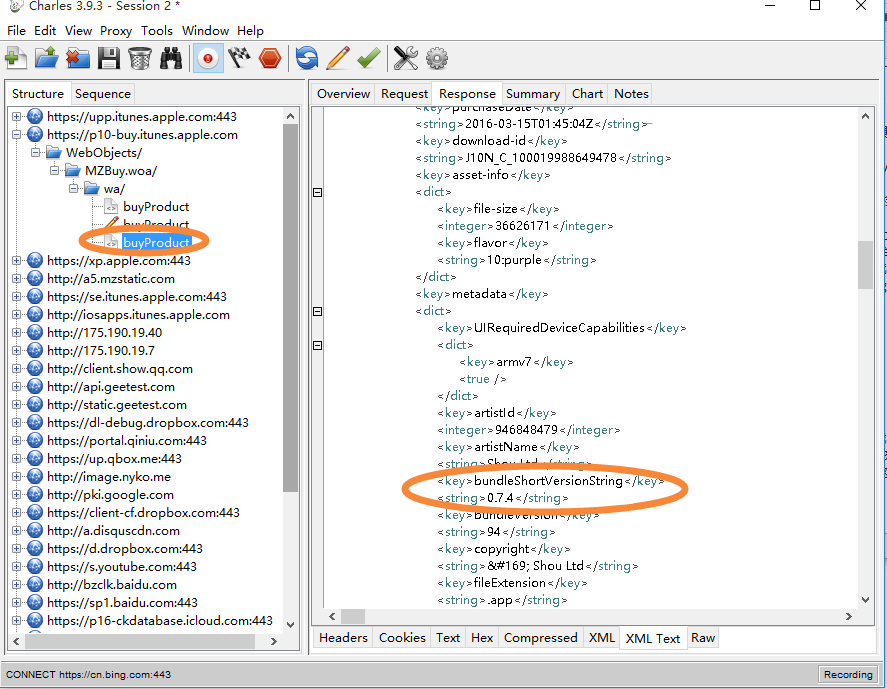 Charles 3.9.3 - Session 2 *
File Edit View Proxy Tools Window Help
Structure Sequence
https://upp.itunes.apple.com:443
https://p10-buy.itunes.apple.com
WebObjects/
MZBuy.woa/
wa/
buyProduct
buyProduct
buyProduct
https://xp.apple.com:443
http://a5.mzstatic.com
https://se.itunes.apple.com:443
http://iosapps.itunes.apple.com
http://175.190.19.40
http://175.190.19.7
http://client.show.qq.com
http://api.geetest.com
http://static.geetest.com
https://dl-debug.dropbox.com:443
https://portal.qiniu.com:443
https://up.qbox.me:443
http://image.nyko.me
http://pki.google.com
https://client-cf.dropbox.com:443
http://a.disquscdn.com
https://d.dropbox.com:443
https://s.youtube.com:443
http://bzclk.baidu.com
https://sp1.baidu.com:443
https://p16-ckdatabase.icloud.com:443
Overview Request Response Summary Chart Notes
<key>purchaseDate</key>
<string>2016-03-15T01:45:04Z</string>
<key>download-id</key>
<string>J10N_C_100019988649478</string>
<key>asset-info</key>
<dict>
<key>file-size</key>
<integer>36626171</integer>
<key>flavor</key>
<string>10:purple</string>
</dict>
<key>metadata</key>
<dict>
<key>UIRequiredDeviceCapabilities</key>
<dict>
<key>armv7</key>
<true />
</dict>
<key>artistId</key>
<integer>946848479</integer>
<key>artistName</key>
<string>Shou Ltd</string>
<key>bundleShortVersionString</key>
<string>0.7.4</string>
<key>bundleVersion</key>
<string>94</string>
<key>copyright</key>
<string>&#169; Shou Ltd</string>
<key>fileExtension</key>
<string>.app</string>
Headers Cookies Text Hex Compressed XML XML Text Raw
CONNECT https://cn.bing.com:443
Recording